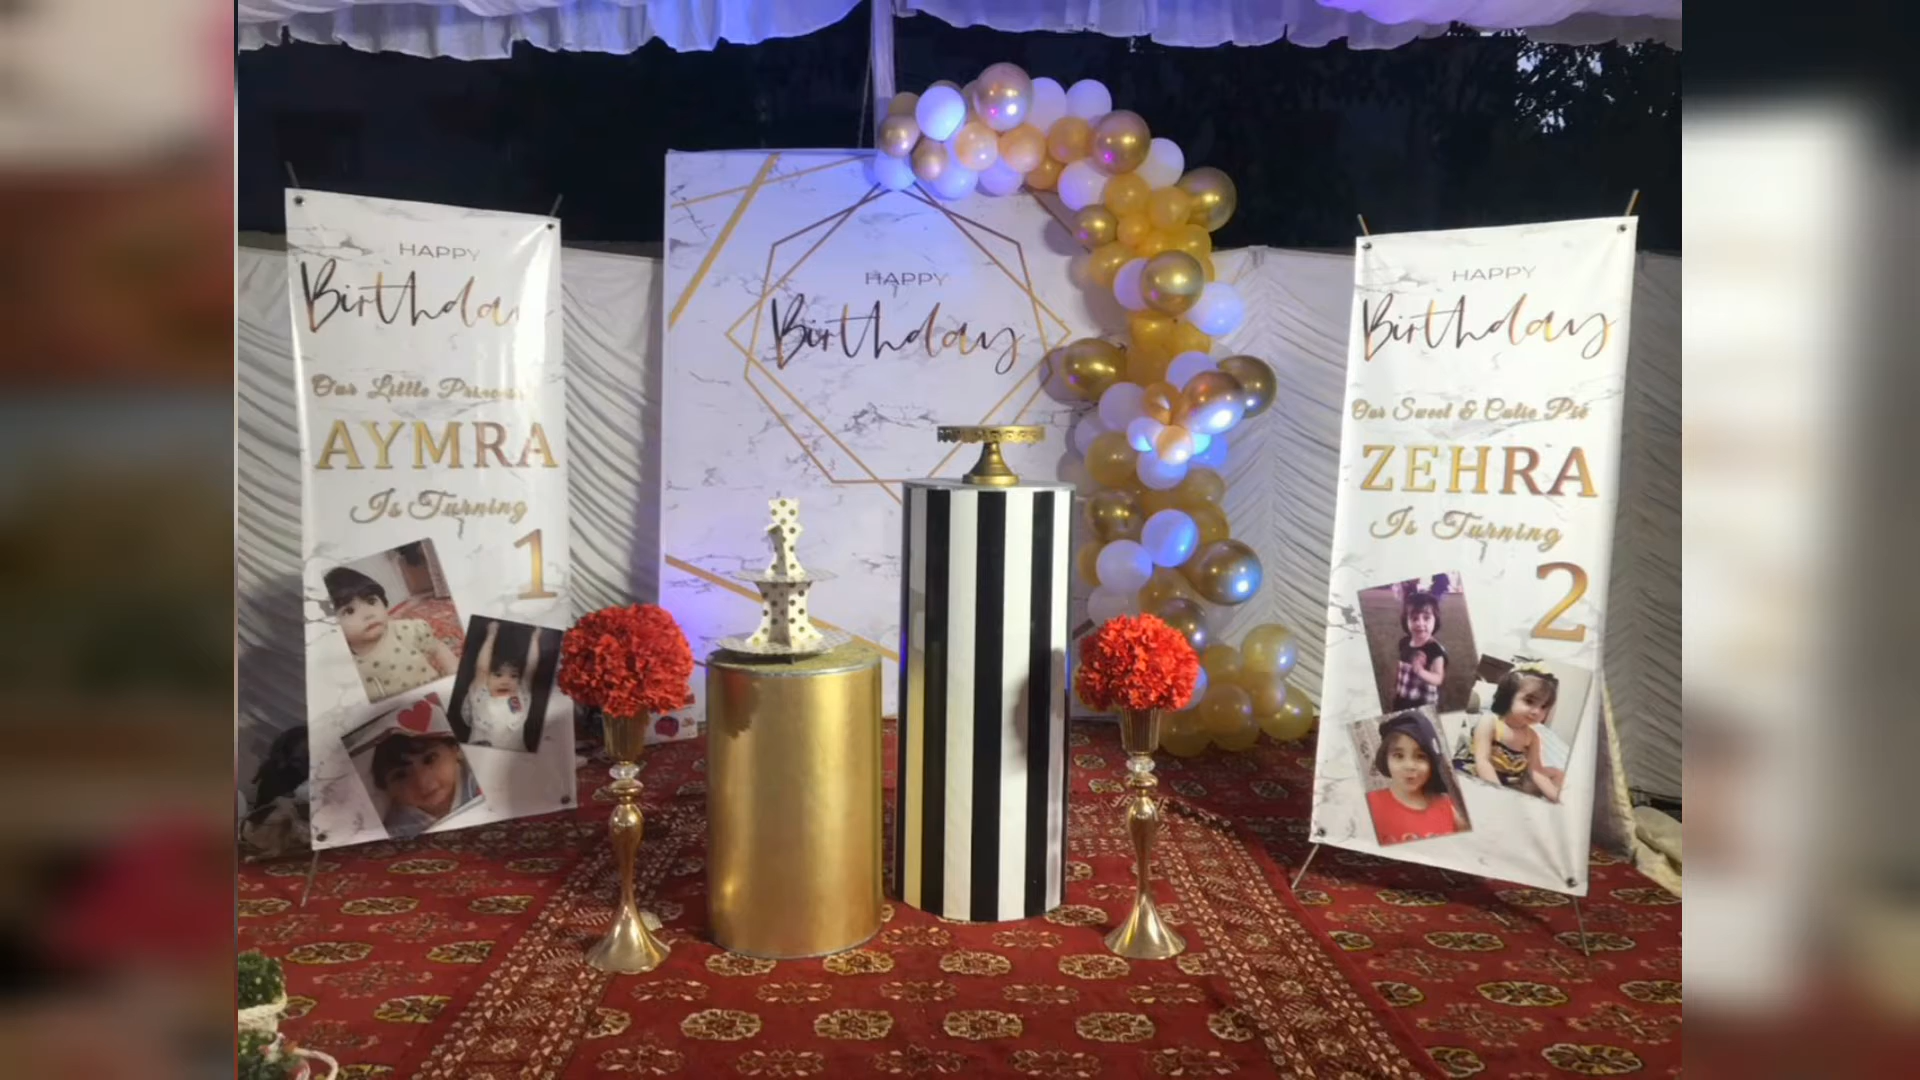 HAPPY
Birthday
Our Little Princess
AYMRA
Is Turning
1
HAPPY
Birthday
HAPPY
Birthday
Our Sweet & Cutie Pie
ZEHRA
Is Turning
2